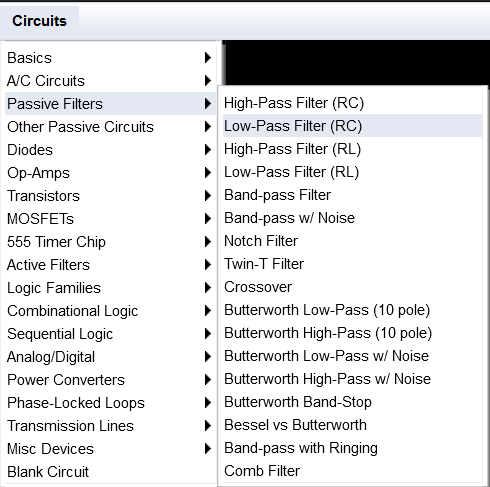 Circuits
Basics
A/C Circuits
Passive Filters
Other Passive Circuits
Diodes
Op-Amps
Transistors
MOSFETs
555 Timer Chip
Active Filters
Logic Families
Combinational Logic
Sequential Logic
Analog/Digital
Power Converters
Phase-Locked Loops
Transmission Lines
Misc Devices
Blank Circuit
High-Pass Filter (RC)
Low-Pass Filter (RC)
High-Pass Filter (RL)
Low-Pass Filter (RL)
Band-pass Filter
Band-pass w/ Noise
Notch Filter
Twin-T Filter
Crossover
Butterworth Low-Pass (10 pole)
Butterworth High-Pass (10 pole)
Butterworth Low-Pass w/ Noise
Butterworth High-Pass w/ Noise
Butterworth Band-Stop
Bessel vs Butterworth
Band-pass with Ringing
Comb Filter